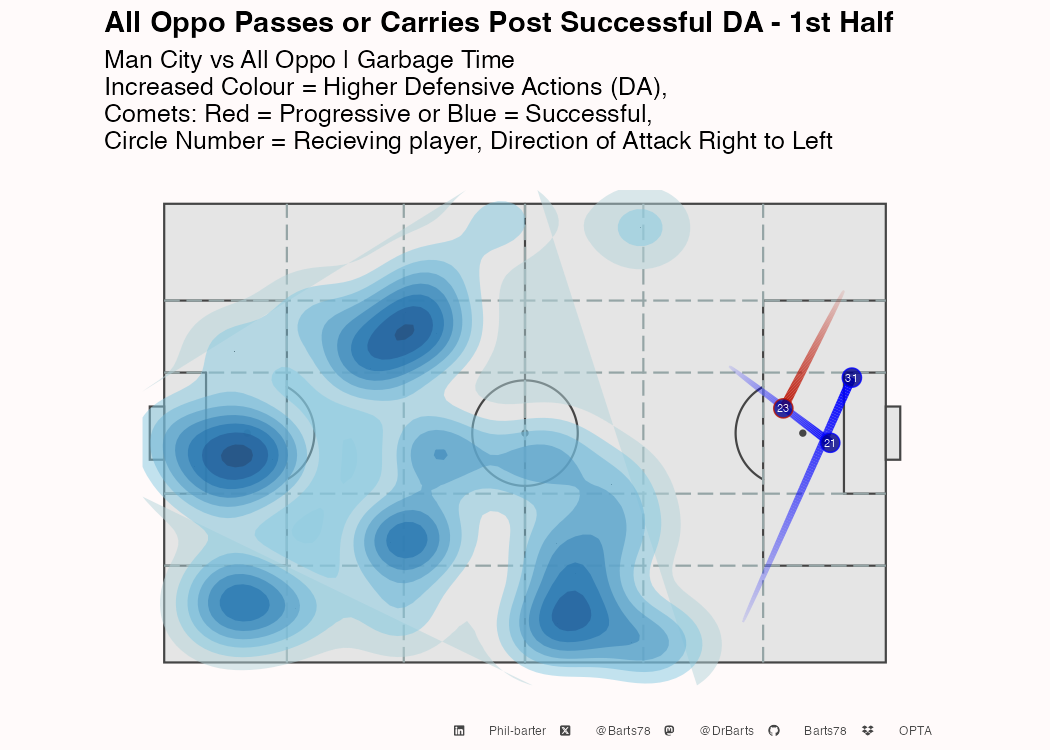 All Oppo Passes or Carries Post Successful DA - 1st Half
Man City vs All Oppo | Garbage Time
Increased Colour = Higher Defensive Actions (DA),
Comets: Red = Progressive or Blue = Successful,
Circle Number = Recieving player, Direction of Attack Right to Left
31
23
21
Phil-barter @Barts78 @DrBarts Barts78 OPTA